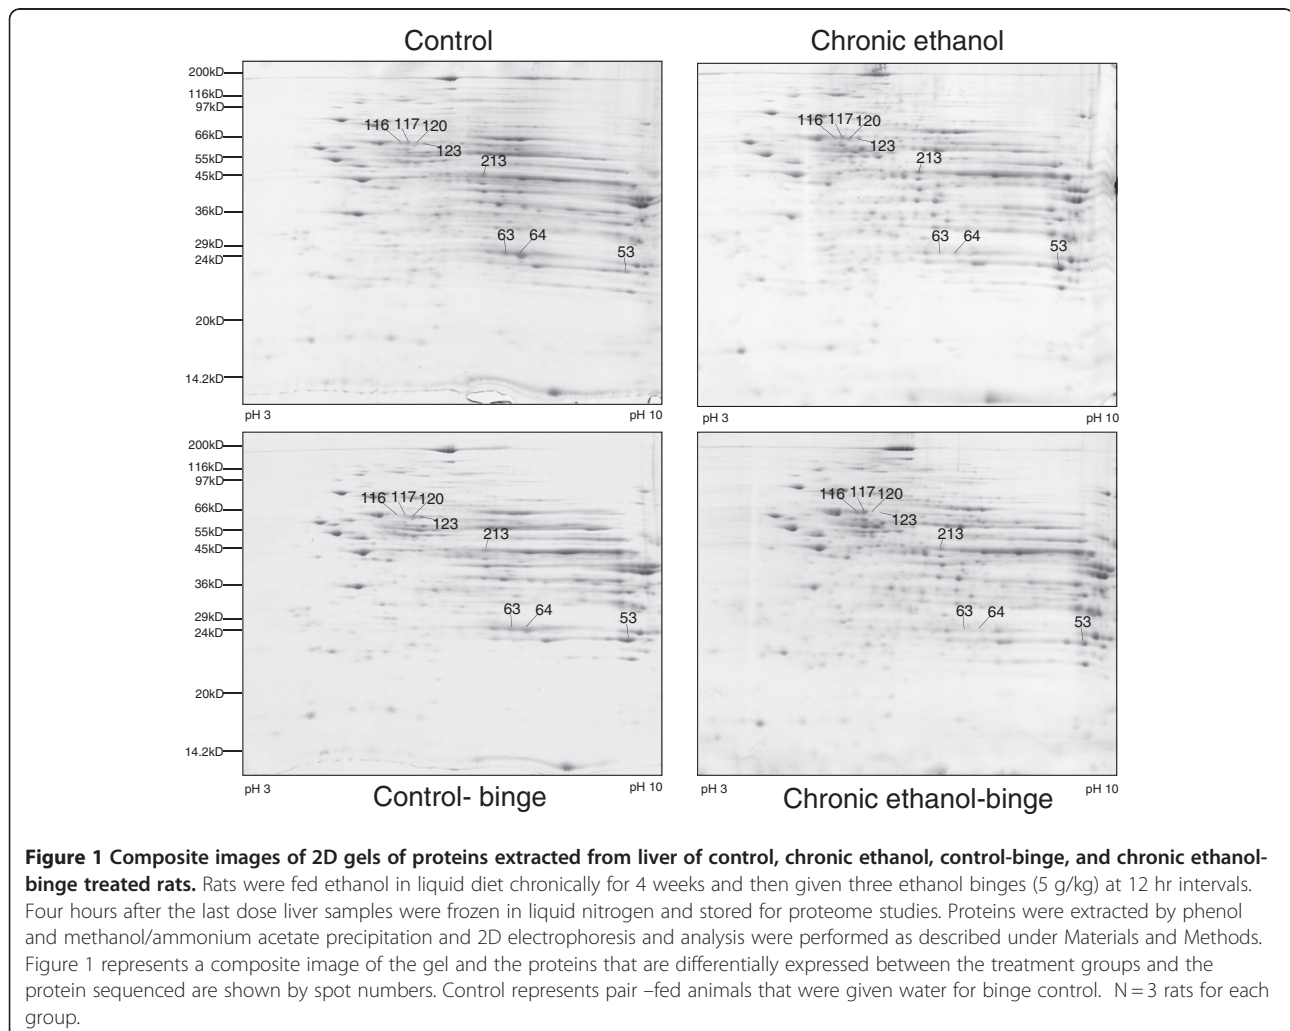 Control
Chronic ethanol
200kD
116kD
97kD
66kD
55kD
45kD
36kD
29kD
24kD
20kD
14.2kD
116 117 120
123
213
63 64
53
pH 3
pH 10
116 117 120
123
213
63 64
53
pH 3
pH 10
200kD
116kD
97kD
66kD
55kD
45kD
36kD
29kD
24kD
20kD
14.2kD
116 117 120
123
213
63 64
53
pH 3
pH 10
Control- binge
116 117 120
123
213
63 64
53
pH 3
pH 10
Chronic ethanol-binge
Figure 1 Composite images of 2D gels of proteins extracted from liver of control, chronic ethanol, control-binge, and chronic ethanol-
binge treated rats. Rats were fed ethanol in liquid diet chronically for 4 weeks and then given three ethanol binges (5 g/kg) at 12 hr intervals.
Four hours after the last dose liver samples were frozen in liquid nitrogen and stored for proteome studies. Proteins were extracted by phenol
and methanol/ammonium acetate precipitation and 2D electrophoresis and analysis were performed as described under Materials and Methods.
Figure 1 represents a composite image of the gel and the proteins that are differentially expressed between the treatment groups and the
protein sequenced are shown by spot numbers. Control represents pair –fed animals that were given water for binge control. N = 3 rats for each
group.